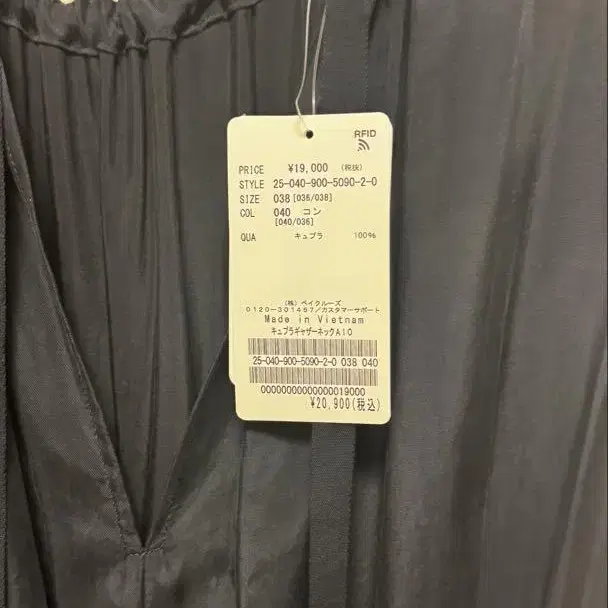 RFID
PRICE ¥19,000 (税抜)
STYLE 25-040-900-5090-2-0
SIZE 038 [036/038]
COL 040 コン
[040/036]
QUA キュプラ 100%
(株) ベイクルーズ
0120-301457/カスタマーサポート
Made in Vietnam
キュプラギャザーネックAIO
25-040-900-5090-2-0 038 040
00000000000000019000
¥20,900(税込)